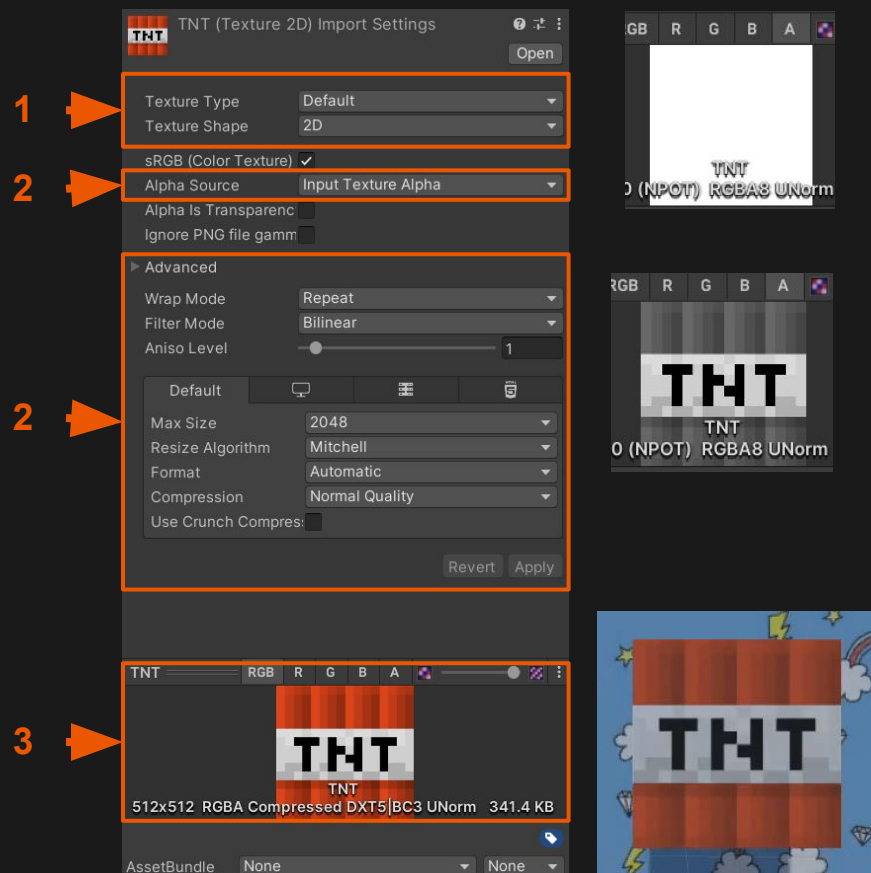 TNT (Texture 2D) Import Settings
TNT
Open
1
Texture Type Default
Texture Shape 2D
sRGB (Color Texture)
2
Alpha Source Input Texture Alpha
Alpha Is Transparenc
Ignore PNG file gamm
Advanced
Wrap Mode Repeat
Filter Mode Bilinear
Aniso Level 1
Default
2
Max Size 2048
Resize Algorithm Mitchell
Format Automatic
Compression Normal Quality
Use Crunch Compres
Revert Apply
TNT RGB R G B A
3
TNT
TNT
512x512 RGBA Compressed DXT5|BC3 UNorm 341.4 KB
AssetBundle None None
GB R G B A
TNT
0 (NPOT) RGBA8 UNorm
RGB R G B A
TNT
TNT
0 (NPOT) RGBA8 UNorm
TNT